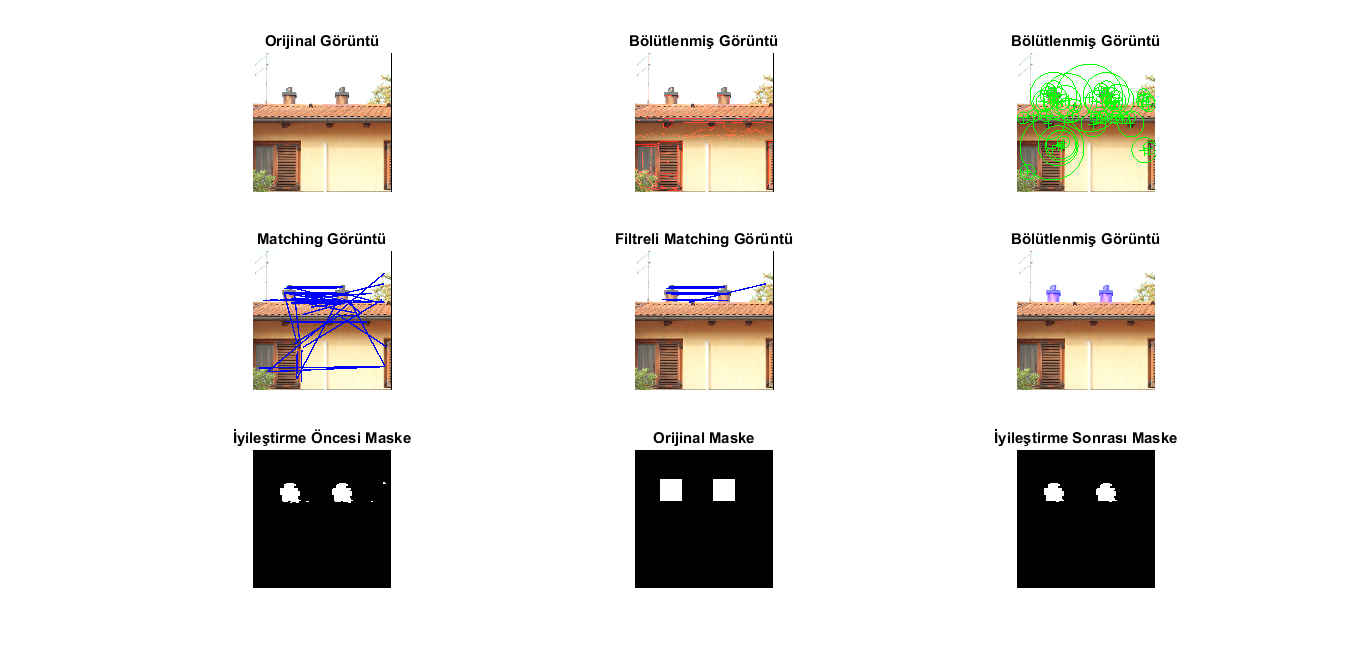 Orijinal Görüntü
Bölütlenmiş Görüntü
Bölütlenmiş Görüntü
Matching Görüntü
Filtreli Matching Görüntü
Bölütlenmiş Görüntü
İyileştirme Öncesi Maske
Orijinal Maske
İyileştirme Sonrası Maske